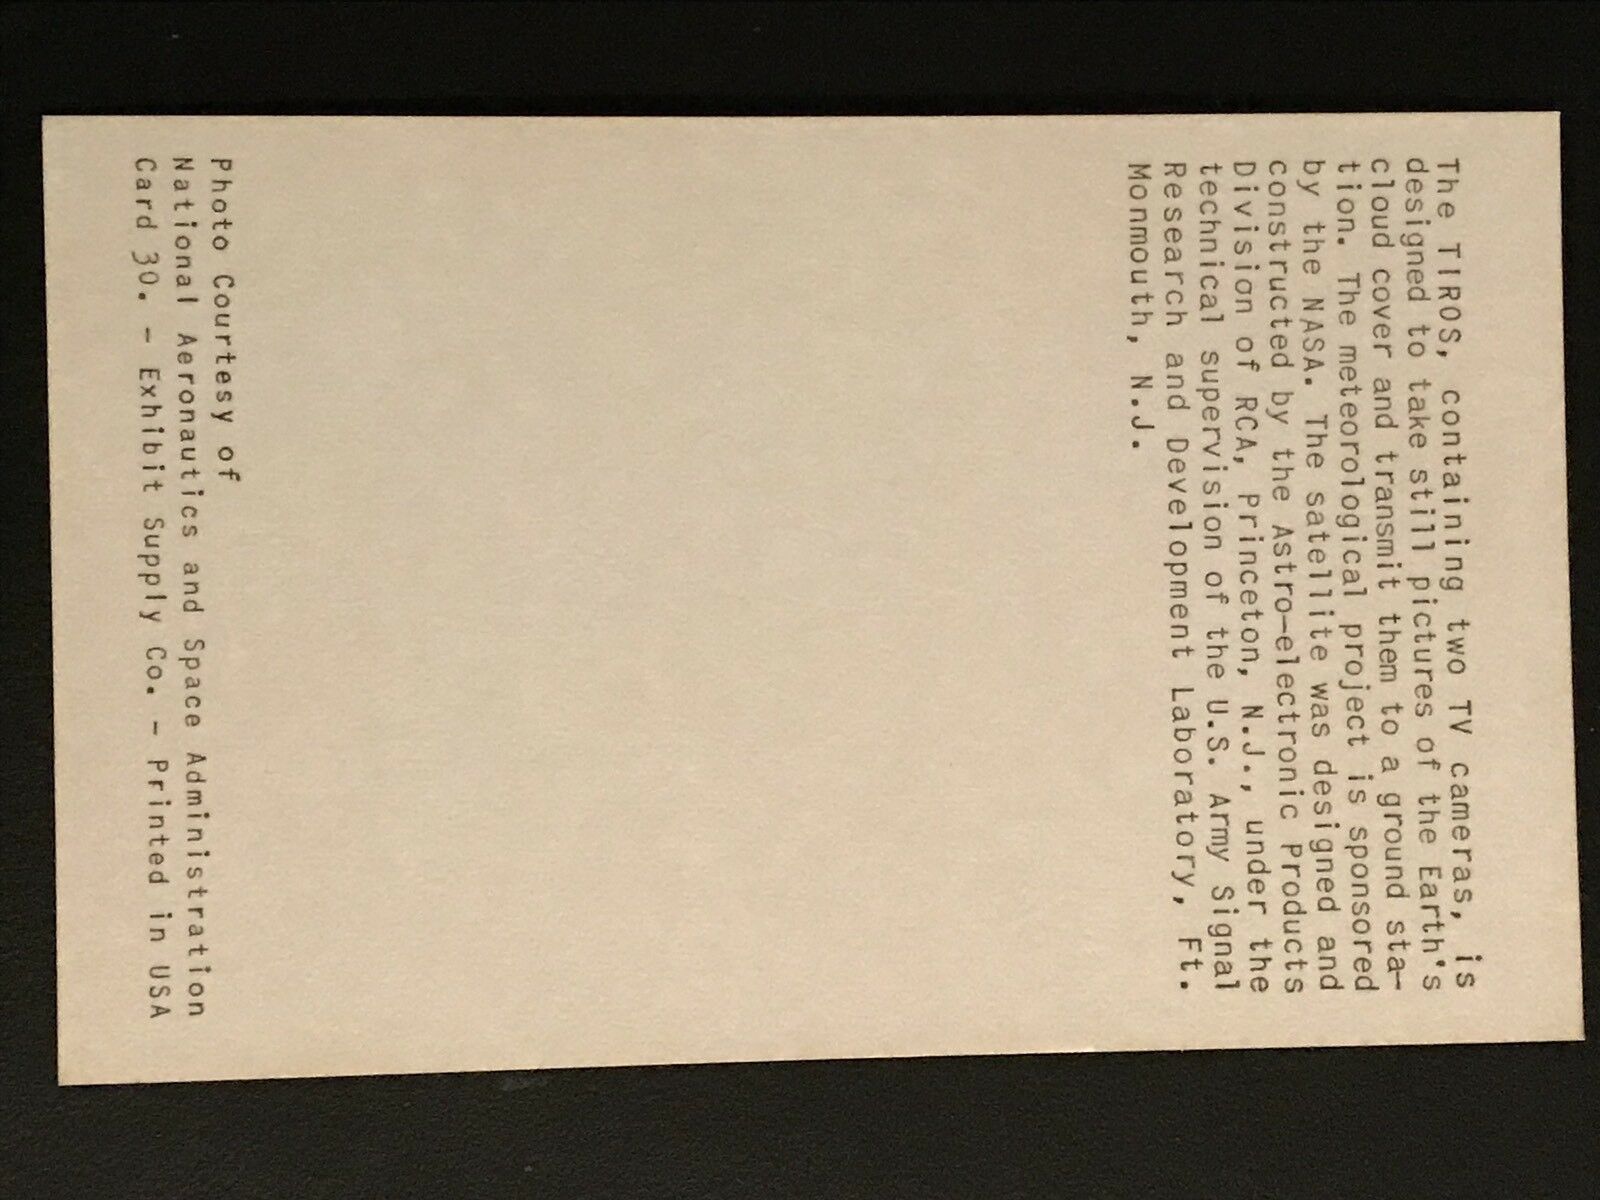 The TIROS, containing two TV cameras, is
designed to take still pictures of the Earth's
cloud cover and transmit them to a ground sta-
tion. The meteorological project is sponsored
by the NASA. The satellite was designed and
constructed by the Astro-electronic Products
Division of RCA, Princeton, N.J., under the
technical supervision of the U.S. Army Signal
Research and Development Laboratory, Ft.
Monmouth, N.J.
Photo Courtesy of
National Aeronautics and Space Administration
Card 30. - Exhibit Supply Co. - Printed in USA